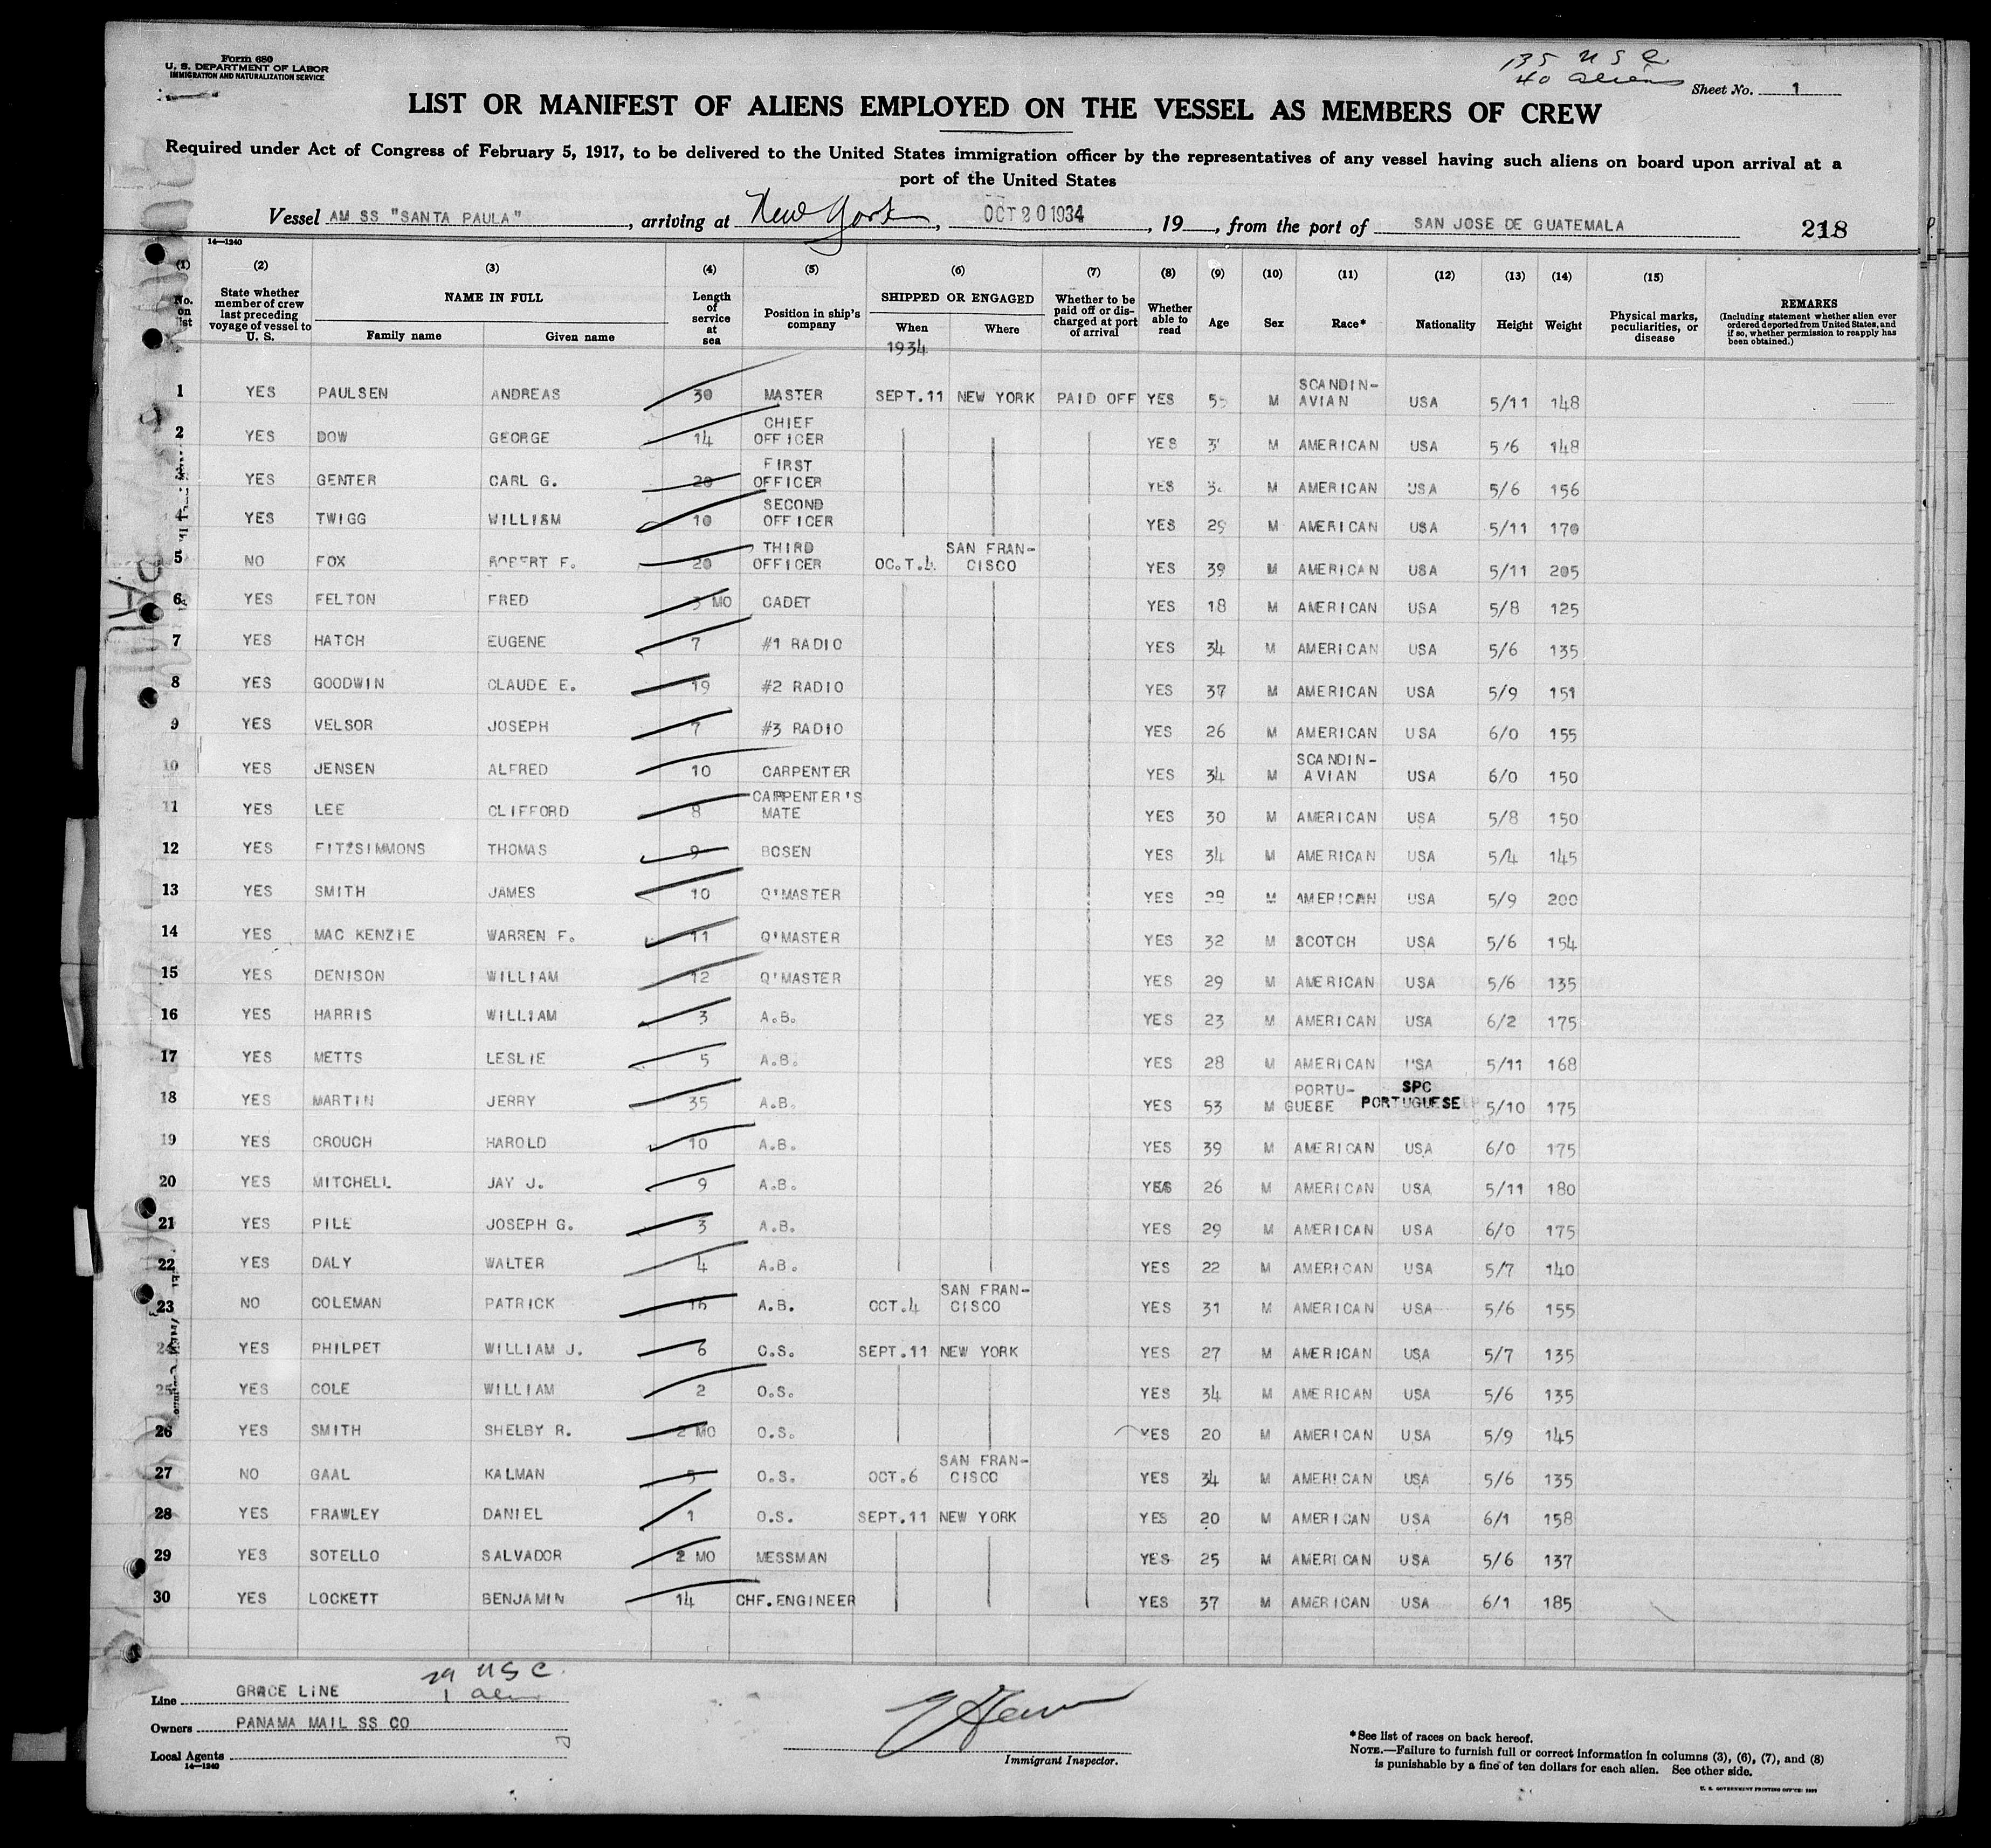 Form 680
U. S. DEPARTMENT OF LABOR
IMMIGRATION AND NATURALIZATION SERVICE
135 U S C
40 aliens
Sheet No. 1
LIST OR MANIFEST OF ALIENS EMPLOYED ON THE VESSEL AS MEMBERS OF CREW
Required under Act of Congress of February 5, 1917, to be delivered to the United States immigration officer by the representatives of any vessel having such aliens on board upon arrival at a
port of the United States
Vessel AM SS "SANTA PAULA", arriving at New York, OCT 20 1934, 19, from the port of SAN JOSE DE GUATEMALA 218
14—1240
(1) (2) (3) (4) (5) (6) (7) (8) (9) (10) (11) (12) (13) (14) (15)
No. on list State whether member of crew last preceding voyage of vessel to U. S. NAME IN FULL Family name Given name Length of service at sea Position in ship's company SHIPPED OR ENGAGED When Where Whether to be paid off or discharged at port of arrival Whether able to read Age Sex Race* Nationality Height Weight Physical marks, peculiarities, or disease REMARKS (Including statement whether alien ever ordered deported from United States, and if so, whether permission to reapply has been obtained.)
1934
1 YES PAULSEN ANDREAS 30 MASTER SEPT.11 NEW YORK PAID OFF YES M SCANDIN-AVIAN USA 5/11 148
2 YES DOW GEORGE 14 CHIEF OFFICER YES M AMERICAN USA 5/6 148
3 YES GENTER CARL G. 20 FIRST OFFICER YES M AMERICAN USA 5/6 156
4 YES TWIGG WILLISM 10 SECOND OFFICER YES 29 M AMERICAN USA 5/11 170
5 NO FOX ROBERT F. 20 THIRD OFFICER OC.T.4 SAN FRAN-CISCO YES 39 M AMERICAN USA 5/11 205
6 YES FELTON FRED 3 MO CADET YES 18 M AMERICAN USA 5/8 125
7 YES HATCH EUGENE 7 #1 RADIO YES 34 M AMERICAN USA 5/6 135
8 YES GOODWIN CLAUDE E. 19 #2 RADIO YES 37 M AMERICAN USA 5/9 151
9 YES VELSOR JOSEPH 7 #3 RADIO YES 26 M AMERICAN USA 6/0 155
10 YES JENSEN ALFRED 10 CARPENTER YES 34 M SCANDIN-AVIAN USA 6/0 150
11 YES LEE CLIFFORD 8 CARPENTER'S MATE YES 30 M AMERICAN USA 5/8 150
12 YES FITZSIMMONS THOMAS 9 BOSEN YES 34 M AMERICAN USA 5/4 145
13 YES SMITH JAMES 10 Q'MASTER YES M AMERICAN USA 5/9 200
14 YES MAC KENZIE WARREN F. 11 Q'MASTER YES 32 M SCOTCH USA 5/6 154
15 YES DENISON WILLIAM 12 Q'MASTER YES 29 M AMERICAN USA 5/6 135
16 YES HARRIS WILLIAM 3 A.B. YES 23 M AMERICAN USA 6/2 175
17 YES METTS LESLIE 5 A.B. YES 28 M AMERICAN USA 5/11 168
18 YES MARTIN JERRY 35 A.B. YES 53 M PORTU-GUESE SPC PORTUGUESE 5/10 175
19 YES CROUCH HAROLD 10 A.B. YES 39 M AMERICAN USA 6/0 175
20 YES MITCHELL JAY J. 9 A.B. YES 26 M AMERICAN USA 5/11 180
21 YES PILE JOSEPH G. 3 A.B. YES 29 M AMERICAN USA 6/0 175
22 YES DALY WALTER 4 A.B. YES 22 M AMERICAN USA 5/7 140
23 NO COLEMAN PATRICK 16 A.B. OCT.4 SAN FRAN-CISCO YES 31 M AMERICAN USA 5/6 155
24 YES PHILPET WILLIAM J. 6 O.S. SEPT.11 NEW YORK YES 27 M AMERICAN USA 5/7 135
25 YES COLE WILLIAM 2 O.S. YES 34 M AMERICAN USA 5/6 135
26 YES SMITH SHELBY R. 2 MO O.S. YES 20 M AMERICAN USA 5/9 145
27 NO GAAL KALMAN 5 O.S. OCT.6 SAN FRAN-CISCO YES 34 M AMERICAN USA 5/6 135
28 YES FRAWLEY DANIEL 1 O.S. SEPT.11 NEW YORK YES 20 M AMERICAN USA 6/1 158
29 YES SOTELLO SALVADOR 2 MO MESSMAN YES 25 M AMERICAN USA 5/6 137
30 YES LOCKETT BENJAMIN 14 CHF.ENGINEER YES 37 M AMERICAN USA 6/1 185
29 U S C.
1 alien
Line GRACE LINE
Owners PANAMA MAIL SS CO
Local Agents
14—1240
Immigrant Inspector.
*See list of races on back hereof.
NOTE.—Failure to furnish full or correct information in columns (3), (6), (7), and (8)
is punishable by a fine of ten dollars for each alien. See other side.
U. S. GOVERNMENT PRINTING OFFICE: